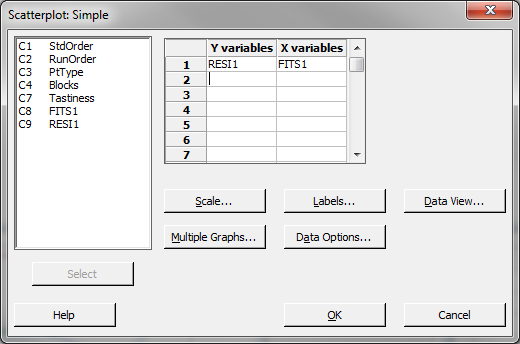 Scatterplot: Simple
C1 StdOrder
C2 RunOrder
C3 PtType
C4 Blocks
C7 Tastiness
C8 FITS1
C9 RESI1
Y variables X variables
1 RESI1 FITS1
2
3
4
5
6
7
Scale... Labels... Data View...
Multiple Graphs... Data Options...
Select
Help OK Cancel